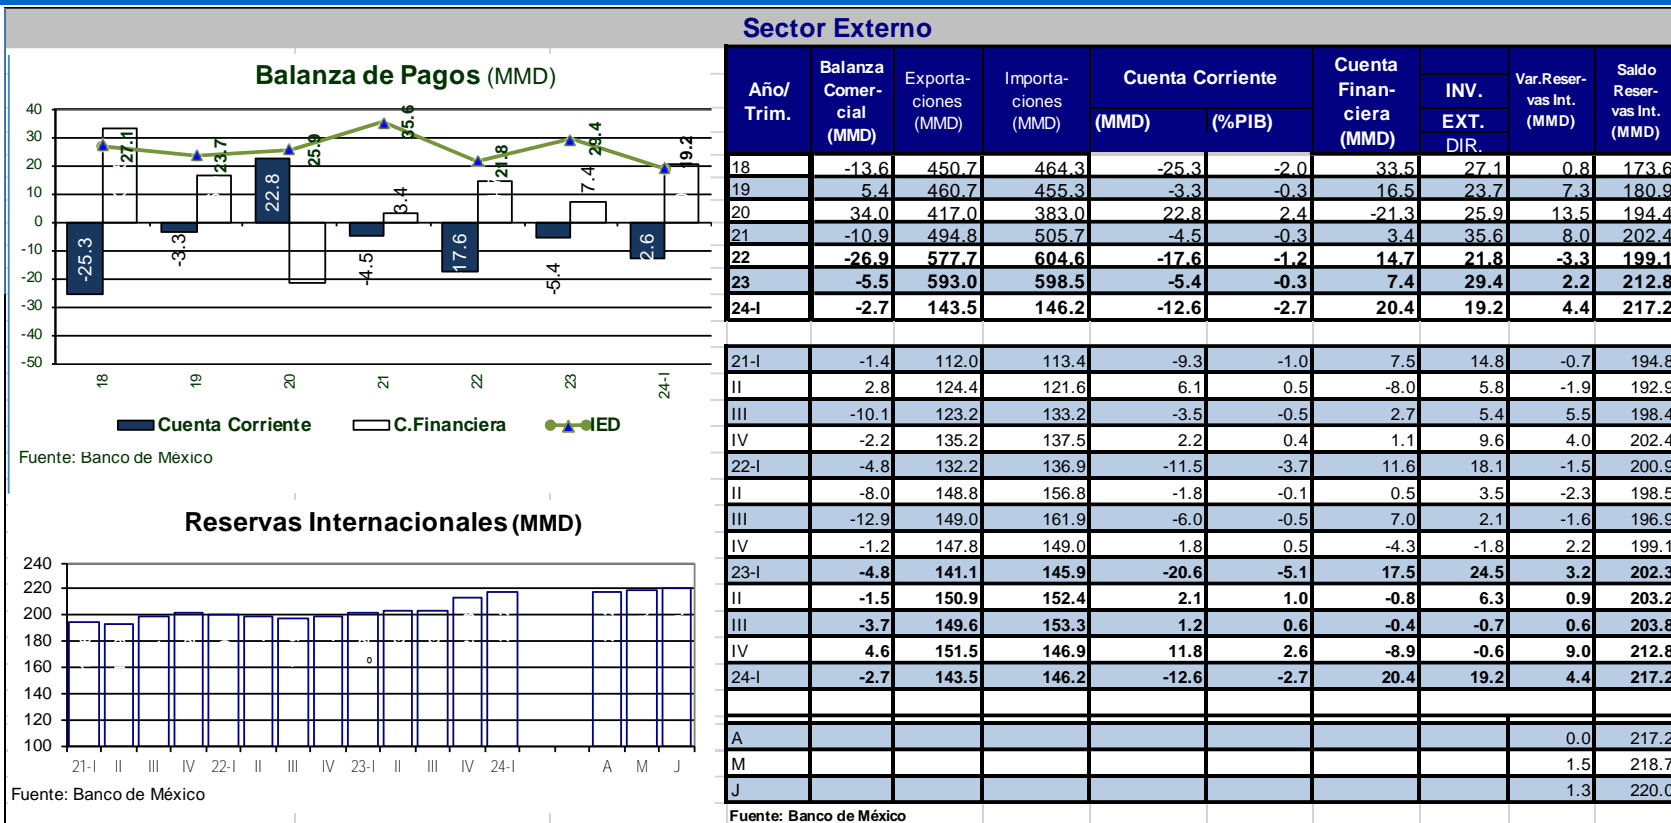 Sector Externo
Balanza de Pagos (MMD)
40
30
20
10
0
-10
-20
-30
-40
-50
27.1
23.7
25.9
35.6
21.8
29.4
19.2
-25.3
-3.3
22.8
-4.5
3.4
17.6
-5.4
7.4
2.6
18
19
20
21
22
23
24-I
Cuenta Corriente C.Financiera IED
Fuente: Banco de México
Reservas Internacionales (MMD)
240
220
200
180
160
140
120
100
21-I II III IV 22-I II III IV 23-I II III IV 24-I A M J
Fuente: Banco de México
Año/ Trim. Balanza Comer- cial (MMD) Exporta- ciones (MMD) Importa- ciones (MMD) Cuenta Corriente (MMD) (%PIB) Cuenta Finan- ciera (MMD) INV. EXT. DIR. Var.Reser- vas Int. (MMD) Saldo Reser- vas Int. (MMD)
18 -13.6 450.7 464.3 -25.3 -2.0 33.5 27.1 0.8 173.6
19 5.4 460.7 455.3 -3.3 -0.3 16.5 23.7 7.3 180.9
20 34.0 417.0 383.0 22.8 2.4 -21.3 25.9 13.5 194.4
21 -10.9 494.8 505.7 -4.5 -0.3 3.4 35.6 8.0 202.4
22 -26.9 577.7 604.6 -17.6 -1.2 14.7 21.8 -3.3 199.1
23 -5.5 593.0 598.5 -5.4 -0.3 7.4 29.4 2.2 212.8
24-I -2.7 143.5 146.2 -12.6 -2.7 20.4 19.2 4.4 217.2
21-I -1.4 112.0 113.4 -9.3 -1.0 7.5 14.8 -0.7 194.8
II 2.8 124.4 121.6 6.1 0.5 -8.0 5.8 -1.9 192.9
III -10.1 123.2 133.2 -3.5 -0.5 2.7 5.4 5.5 198.4
IV -2.2 135.2 137.5 2.2 0.4 1.1 9.6 4.0 202.4
22-I -4.8 132.2 136.9 -11.5 -3.7 11.6 18.1 -1.5 200.9
II -8.0 148.8 156.8 -1.8 -0.1 0.5 3.5 -2.3 198.5
III -12.9 149.0 161.9 -6.0 -0.5 7.0 2.1 -1.6 196.9
IV -1.2 147.8 149.0 1.8 0.5 -4.3 -1.8 2.2 199.1
23-I -4.8 141.1 145.9 -20.6 -5.1 17.5 24.5 3.2 202.3
II -1.5 150.9 152.4 2.1 1.0 -0.8 6.3 0.9 203.2
III -3.7 149.6 153.3 1.2 0.6 -0.4 -0.7 0.6 203.8
IV 4.6 151.5 146.9 11.8 2.6 -8.9 -0.6 9.0 212.8
24-I -2.7 143.5 146.2 -12.6 -2.7 20.4 19.2 4.4 217.2
A 0.0 217.2
M 1.5 218.7
J 1.3 220.0
Fuente: Banco de México